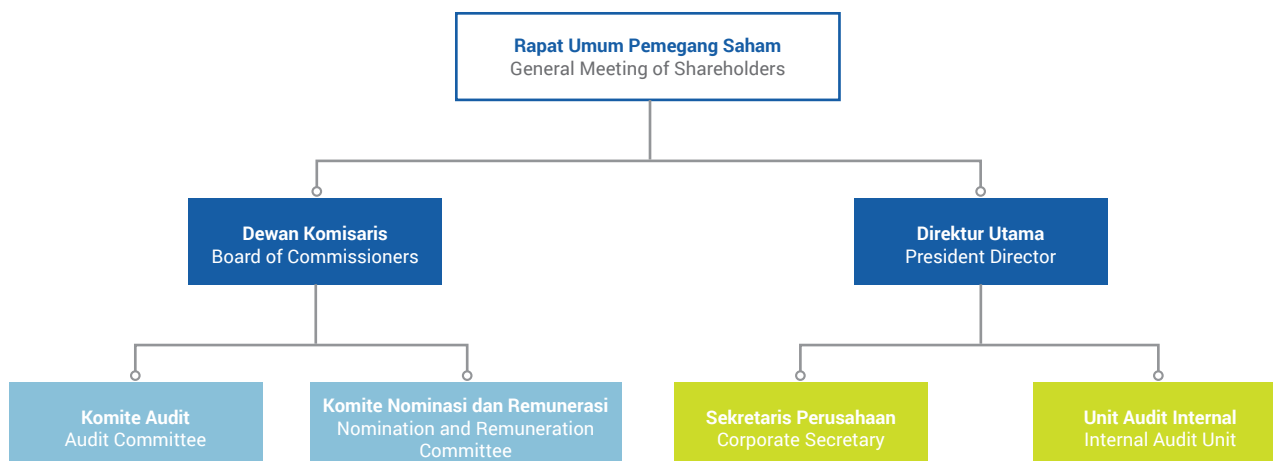 Rapat Umum Pemegang Saham
General Meeting of Shareholders
Dewan Komisaris
Board of Commissioners
Direktur Utama
President Director
Komite Audit
Audit Committee
Komite Nominasi dan Remunerasi
Nomination and Remuneration
Committee
Sekretaris Perusahaan
Corporate Secretary
Unit Audit Internal
Internal Audit Unit